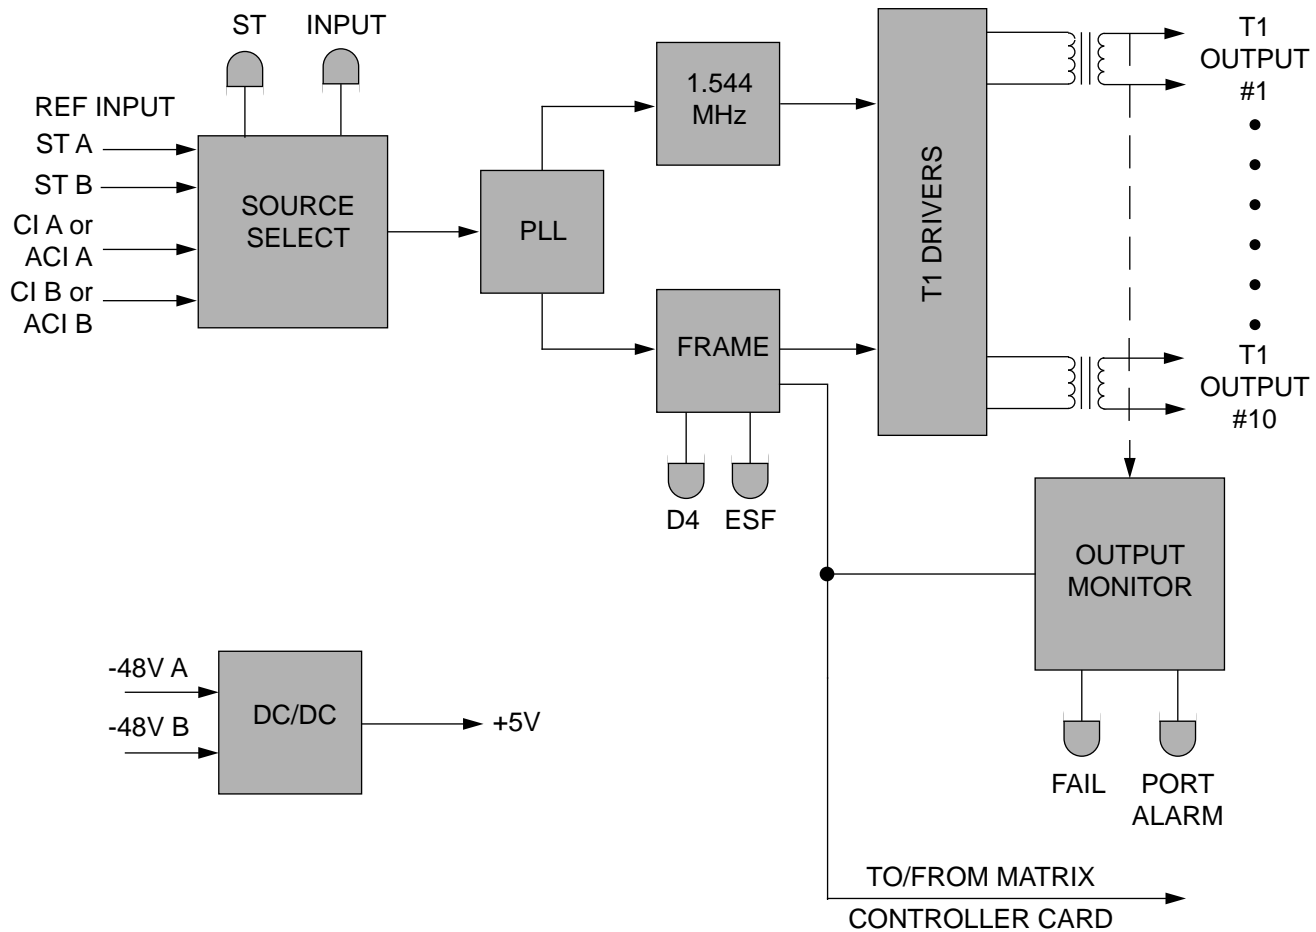 ST
INPUT
REF INPUT
ST A
ST B
CI A or
ACI A
CI B or
ACI B
SOURCE
SELECT
PLL
1.544
MHz
FRAME
D4
ESF
T1 DRIVERS
T1
OUTPUT
#1
T1
OUTPUT
#10
OUTPUT
MONITOR
FAIL
PORT
ALARM
-48V A
-48V B
DC/DC
+5V
TO/FROM MATRIX
CONTROLLER CARD